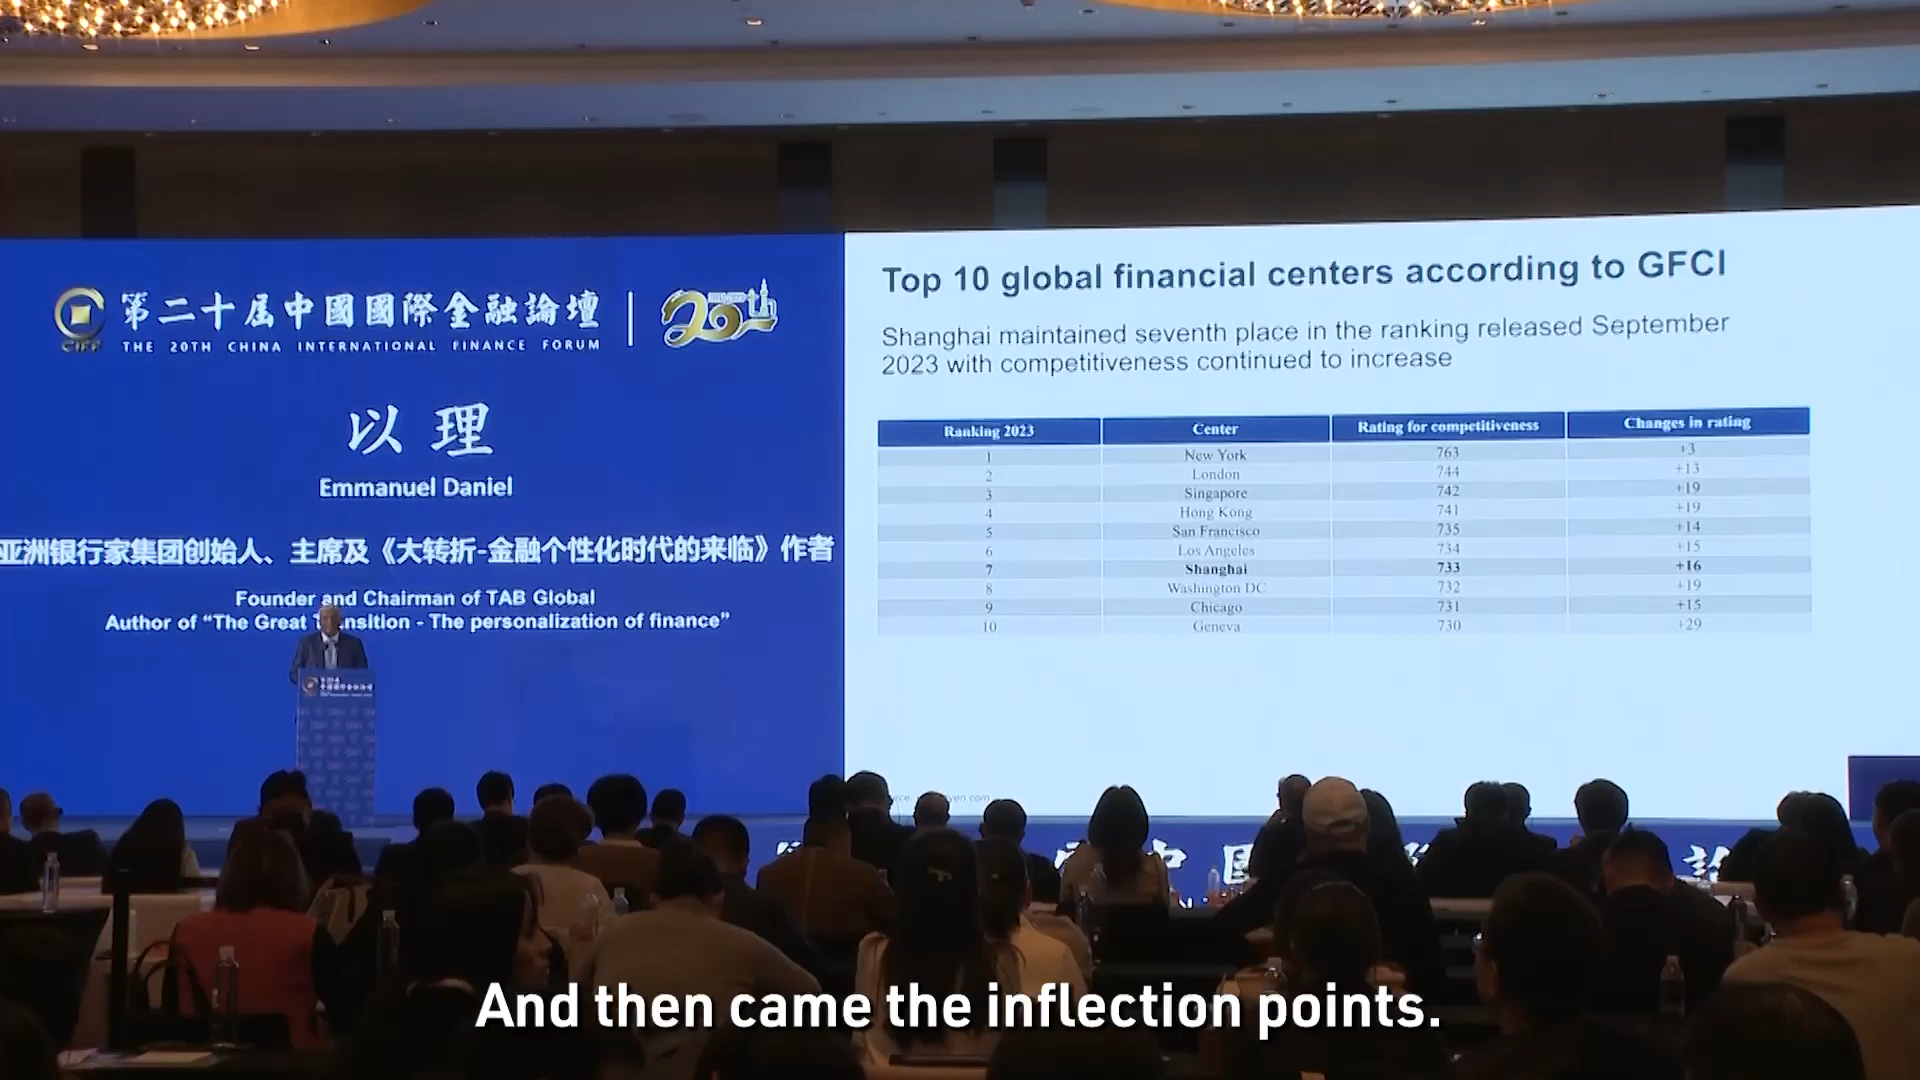 第二十届中國國際金融論壇
THE 20TH CHINA INTERNATIONAL FINANCE FORUM
CIFF
20th
以理
Emmanuel Daniel
亚洲银行家集团创始人、主席及《大转折-金融个性化时代的来临》作者
Founder and Chairman of TAB Global
Author of “The Great Transition - The personalization of finance”
Top 10 global financial centers according to GFCI
Shanghai maintained seventh place in the ranking released September
2023 with competitiveness continued to increase
Ranking 2023 Center Rating for competitiveness Changes in rating
1 New York 763 +3
2 London 744 +13
3 Singapore 742 +19
4 Hong Kong 741 +19
5 San Francisco 735 +14
6 Los Angeles 734 +15
7 Shanghai 733 +16
8 Washington DC 732 +19
9 Chicago 731 +15
10 Geneva 730 +29
中 國
And then came the inflection points.